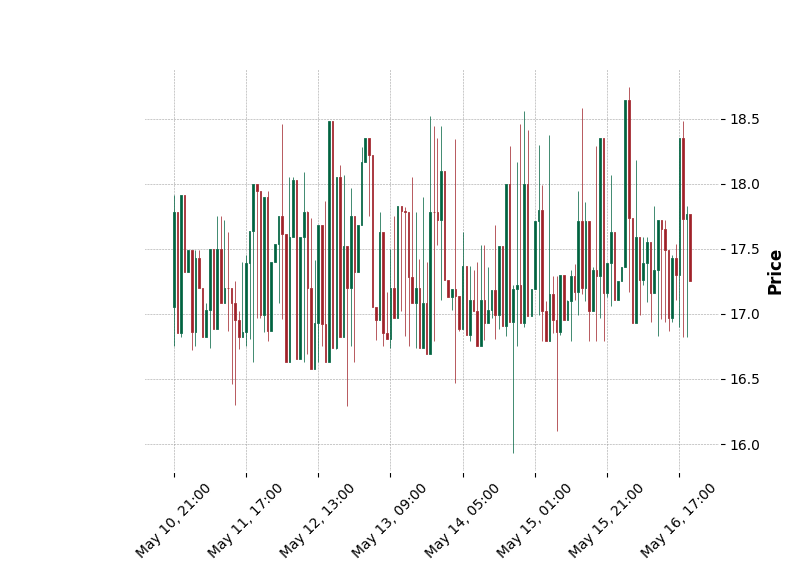 18.5
18.0
17.5
17.0
16.5
16.0
Price
May 10, 21:00
May 11, 17:00
May 12, 13:00
May 13, 09:00
May 14, 05:00
May 15, 01:00
May 15, 21:00
May 16, 17:00